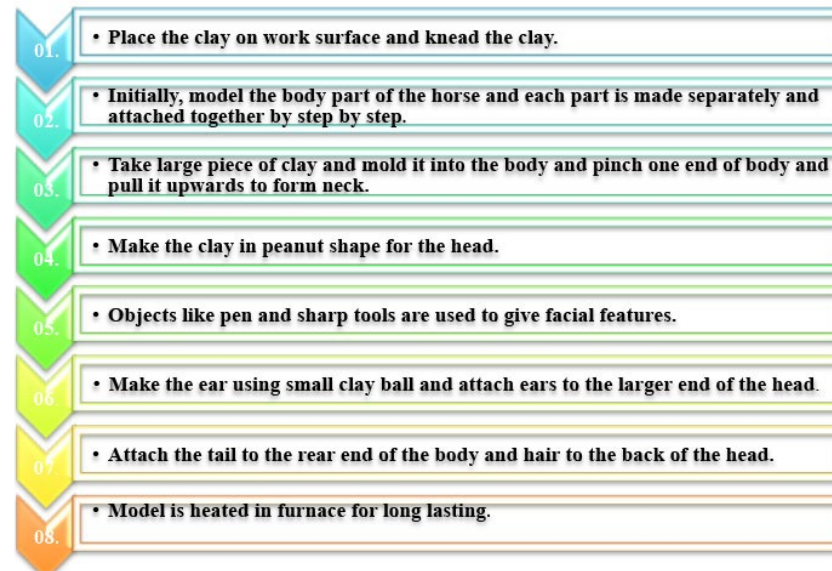 01. • Place the clay on work surface and knead the clay.
02. • Initially, model the body part of the horse and each part is made separately and
attached together by step by step.
03. • Take large piece of clay and mold it into the body and pinch one end of body and
pull it upwards to form neck.
04. • Make the clay in peanut shape for the head.
05. • Objects like pen and sharp tools are used to give facial features.
06. • Make the ear using small clay ball and attach ears to the larger end of the head.
07. • Attach the tail to the rear end of the body and hair to the back of the head.
08. • Model is heated in furnace for long lasting.